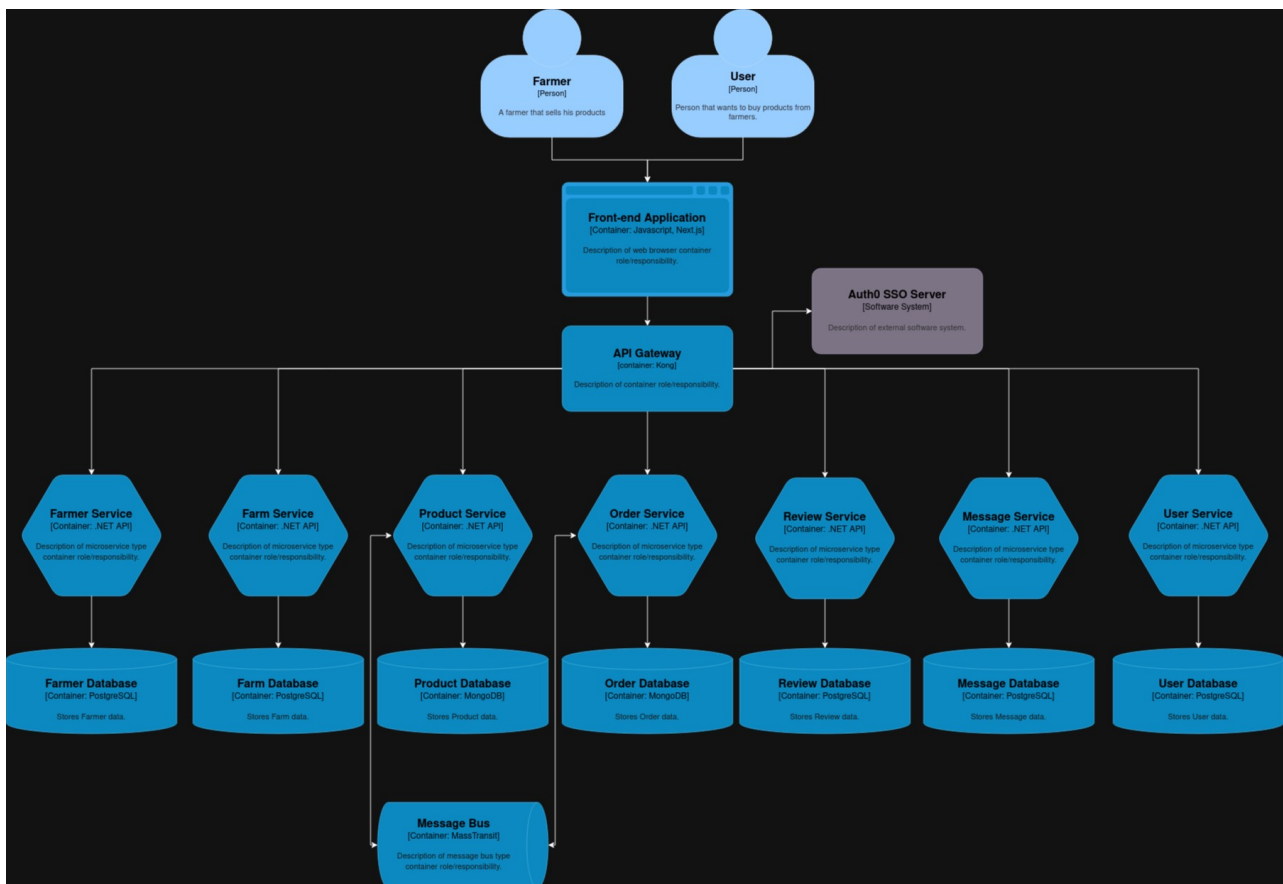 Farmer
[Person]
A farmer that sells his products
User
[Person]
Person that wants to buy products from
farmers.
Front-end Application
[Container: Javascript, Next.js]
Description of web browser container
role/responsibility.
Auth0 SSO Server
[Software System]
Description of external software system.
API Gateway
[container: Kong]
Description of container role/responsibility.
Farmer Service
[Container: .NET API]
Description of microservice type
container role/responsibility.
Farm Service
[Container: .NET API]
Description of microservice type
container role/responsibility.
Product Service
[Container: .NET API]
Description of microservice type
container role/responsibility.
Order Service
[Container: .NET API]
Description of microservice type
container role/responsibility.
Review Service
[Container: .NET API]
Description of microservice type
container role/responsibility.
Message Service
[Container: .NET API]
Description of microservice type
container role/responsibility.
User Service
[Container: .NET API]
Description of microservice type
container role/responsibility.
Farmer Database
[Container: PostgreSQL]
Stores Farmer data.
Farm Database
[Container: PostgreSQL]
Stores Farm data.
Product Database
[Container: MongoDB]
Stores Product data.
Order Database
[Container: MongoDB]
Stores Order data.
Review Database
[Container: PostgreSQL]
Stores Review data.
Message Database
[Container: PostgreSQL]
Stores Message data.
User Database
[Container: PostgreSQL]
Stores User data.
Message Bus
[Container: MassTransit]
Description of message bus type
container role/responsibility.